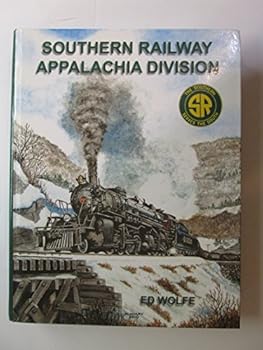 SOUTHERN RAILWAY
APPALACHIA DIVISION
THE SOUTHERN
SR
SERVES THE SOUTH
ED WOLFE